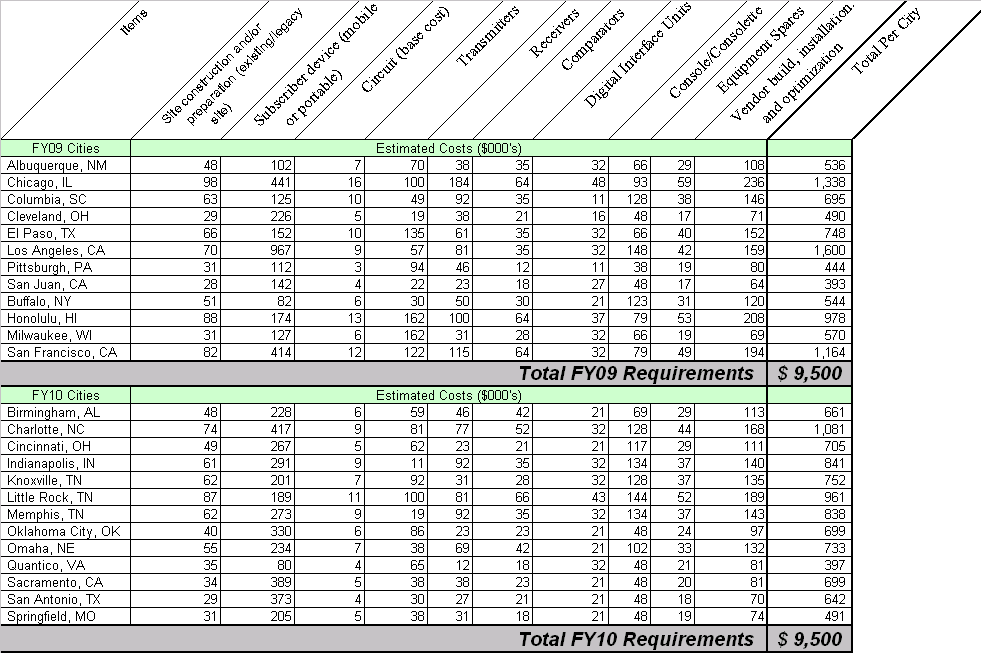 Items
Site construction and/or
preparation (existing/legacy
site)
Subscriber device (mobile
or portable)
Circuit (base cost)
Transmitters
Receivers
Comparators
Digital Interface Units
Console/Consolette
Equipment Spares
Vendor build, installation,
and optimization
Total Per City
FY09 Cities Estimated Costs ($000's)
Albuquerque, NM 48 102 7 70 38 35 32 66 29 108 536
Chicago, IL 98 441 16 100 184 64 48 93 59 236 1,338
Columbia, SC 63 125 10 49 92 35 11 128 38 146 695
Cleveland, OH 29 226 5 19 38 21 16 48 17 71 490
El Paso, TX 66 152 10 135 61 35 32 66 40 152 748
Los Angeles, CA 70 967 9 57 81 35 32 148 42 159 1,600
Pittsburgh, PA 31 112 3 94 46 12 11 38 19 80 444
San Juan, CA 28 142 4 22 23 18 27 48 17 64 393
Buffalo, NY 51 82 6 30 50 30 21 123 31 120 544
Honolulu, HI 88 174 13 162 100 64 37 79 53 208 978
Milwaukee, WI 31 127 6 162 31 28 32 66 19 69 570
San Francisco, CA 82 414 12 122 115 64 32 79 49 194 1,164
Total FY09 Requirements $ 9,500
FY10 Cities Estimated Costs ($000's)
Birmingham, AL 48 228 6 59 46 42 21 69 29 113 661
Charlotte, NC 74 417 9 81 77 52 32 128 44 168 1,081
Cincinnati, OH 49 267 5 62 23 21 21 117 29 111 705
Indianapolis, IN 61 291 9 11 92 35 32 134 37 140 841
Knoxville, TN 62 201 7 92 31 28 32 128 37 135 752
Little Rock, TN 87 189 11 100 81 66 43 144 52 189 961
Memphis, TN 62 273 9 19 92 35 32 134 37 143 838
Oklahoma City, OK 40 330 6 86 23 23 21 48 24 97 699
Omaha, NE 55 234 7 38 69 42 21 102 33 132 733
Quantico, VA 35 80 4 65 12 18 32 48 21 81 397
Sacramento, CA 34 389 5 38 38 23 21 48 20 81 699
San Antonio, TX 29 373 4 30 27 21 21 48 18 70 642
Springfield, MO 31 205 5 38 31 18 21 48 19 74 491
Total FY10 Requirements $ 9,500